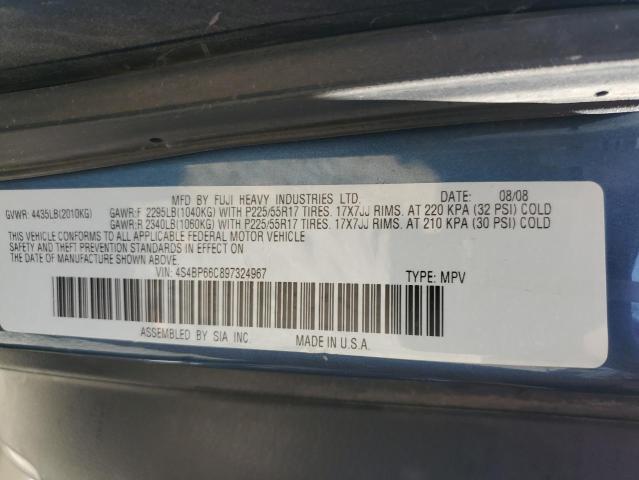 MFD BY FUJI HEAVY INDUSTRIES LTD. DATE: 08/08
GVWR: 4435LB(2010KG) GAWR:F 2295LB(1040KG) WITH P225/55R17 TIRES. 17X7JJ RIMS. AT 220 KPA (32 PSI) COLD
GAWR:R 2340LB(1060KG) WITH P225/55R17 TIRES. 17X7JJ RIMS. AT 210 KPA (30 PSI) COLD
THIS VEHICLE CONFORMS TO ALL APPLICABLE FEDERAL MOTOR VEHICLE
SAFETY AND THEFT PREVENTION STANDARDS IN EFFECT ON
THE DATE OF MANUFACTURE SHOWN ABOVE.
VIN: 4S4BP66C897324967 TYPE: MPV
ASSEMBLED BY SIA INC. MADE IN U.S.A.